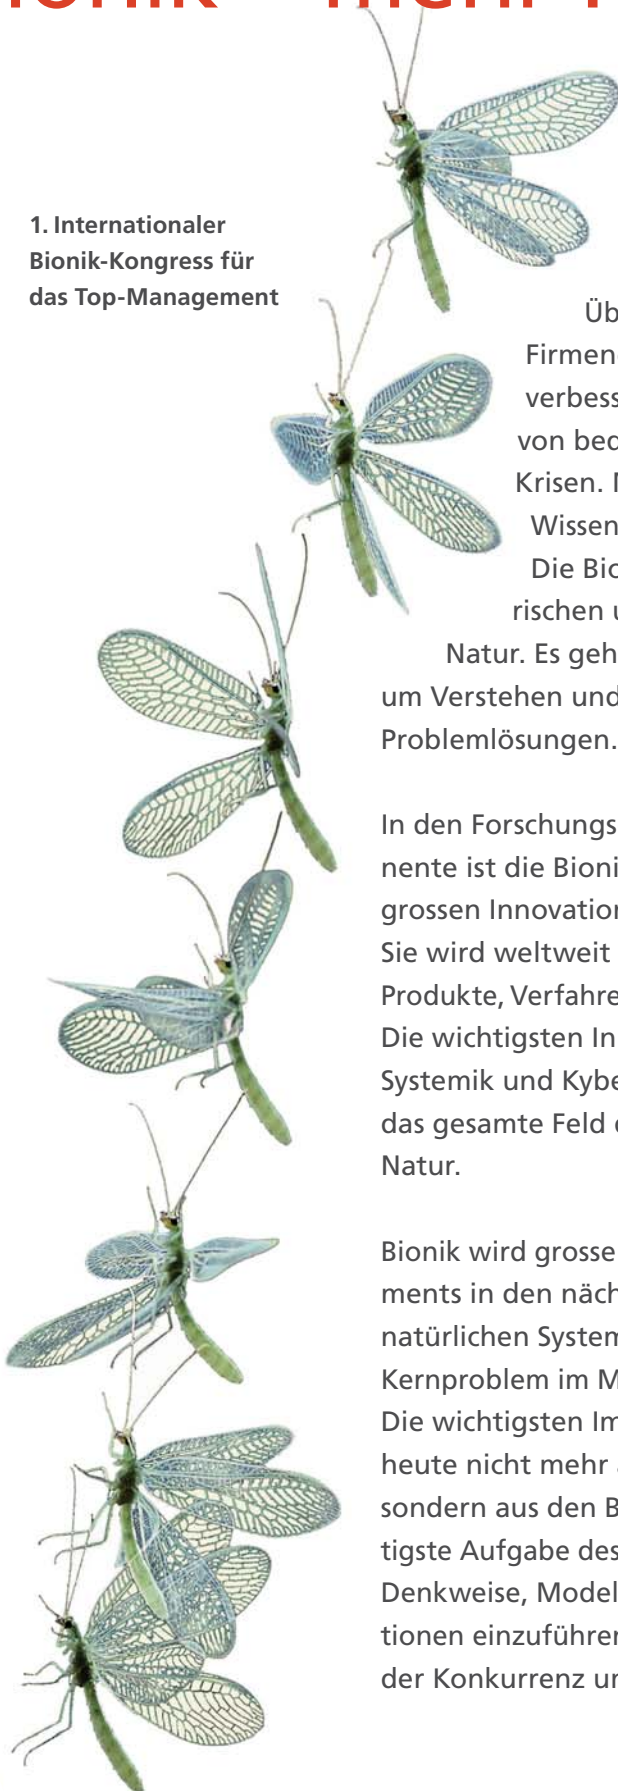 ionik mehr
1. Internationaler
Bionik-Kongress für
das Top-Management
Üb
Firmen
verbess
von bed
Krisen.
Wissen
Die Bio
rischen u
Natur. Es geh
um Verstehen und
Problemlösungen.
In den Forschungs
nente ist die Bioni
grossen Innovation
Sie wird weltweit
Produkte, Verfahre
Die wichtigsten In
Systemik und Kybe
das gesamte Feld
Natur.
Bionik wird grosse
ments in den näch
natürlichen System
Kernproblem im M
Die wichtigsten Im
heute nicht mehr
sondern aus den B
tigste Aufgabe des
Denkweise, Model
tionen einzuführen
der Konkurrenz un